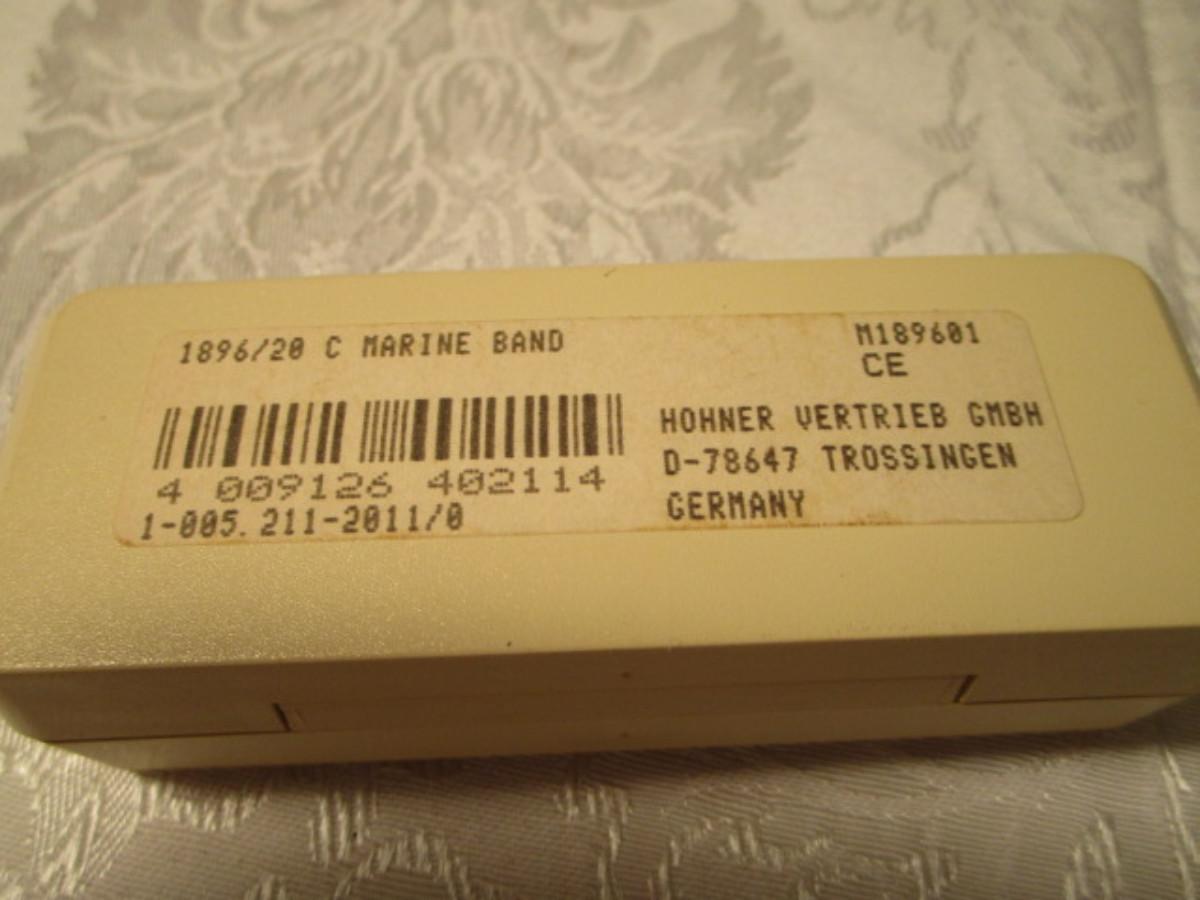 1896/20 C MARINE BAND
M189601
CE
4 009126 402114
1-005.211-2011/0
HOHNER VERTRIEB GMBH
D-78647 TROSSINGEN
GERMANY